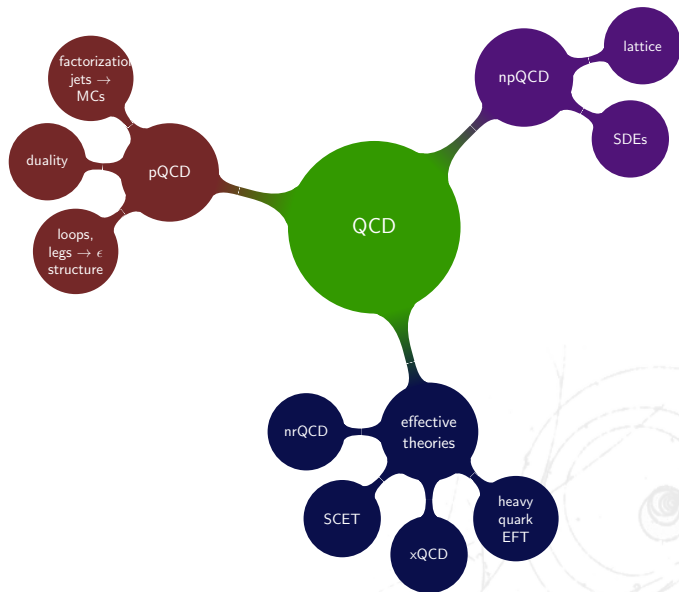 factorization
jets →
MCs
duality
loops,
legs → ϵ
structure
pQCD
QCD
npQCD
lattice
SDEs
effective
theories
nrQCD
SCET
xQCD
heavy
quark
EFT